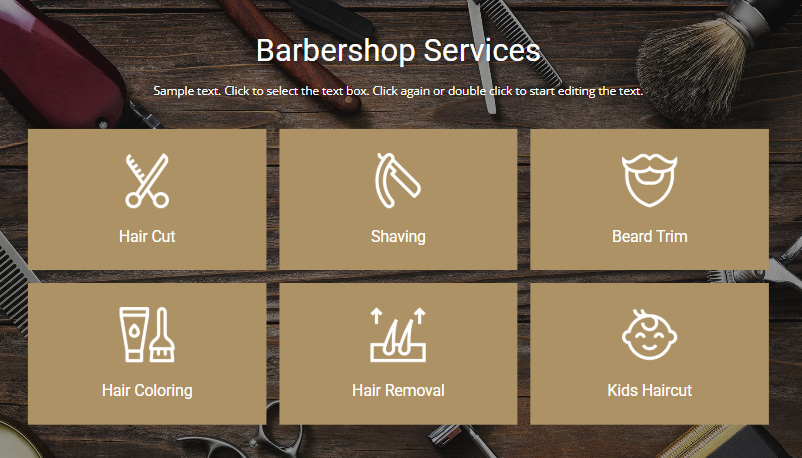 Barbershop Services
Sample text. Click to select the text box. Click again or double click to start editing the text.
Hair Cut
Shaving
Beard Trim
Hair Coloring
Hair Removal
Kids Haircut